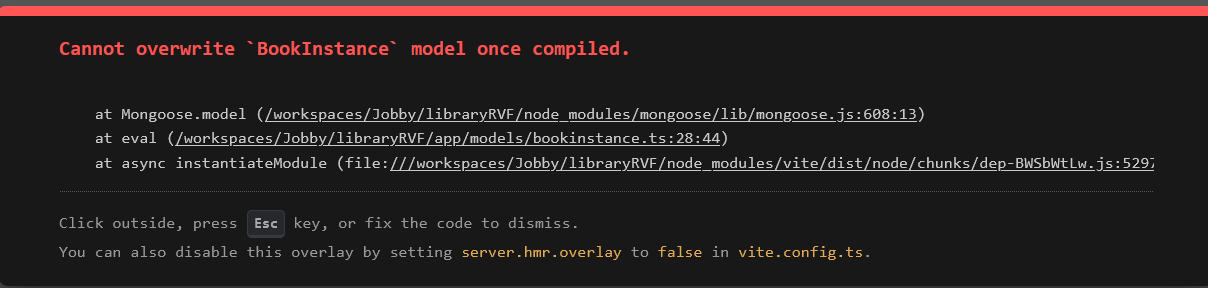 Cannot overwrite `BookInstance` model once compiled.
at Mongoose.model (/workspaces/Jobby/libraryRVF/node_modules/mongoose/lib/mongoose.js:608:13)
at eval (/workspaces/Jobby/libraryRVF/app/models/bookinstance.ts:28:44)
at async instantiateModule (file:///workspaces/Jobby/libraryRVF/node_modules/vite/dist/node/chunks/dep-BWSbWtLw.js:5297
Click outside, press Esc key, or fix the code to dismiss.
You can also disable this overlay by setting server.hmr.overlay to false in vite.config.ts.